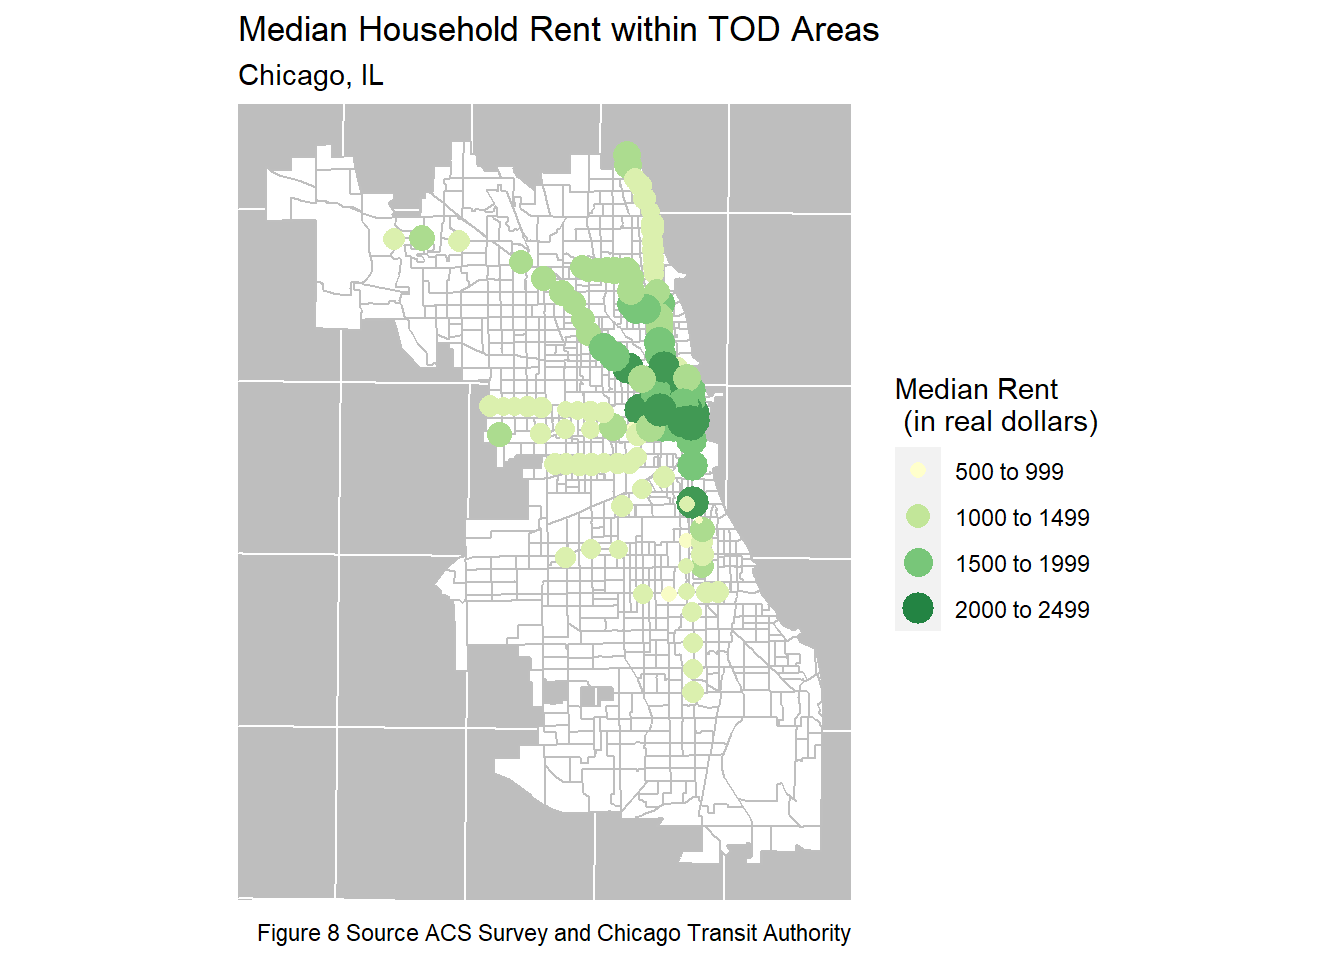 Median Household Rent within TOD Areas
Chicago, IL
Median Rent
(in real dollars)
500 to 999
1000 to 1499
1500 to 1999
2000 to 2499
Figure 8 Source ACS Survey and Chicago Transit Authority